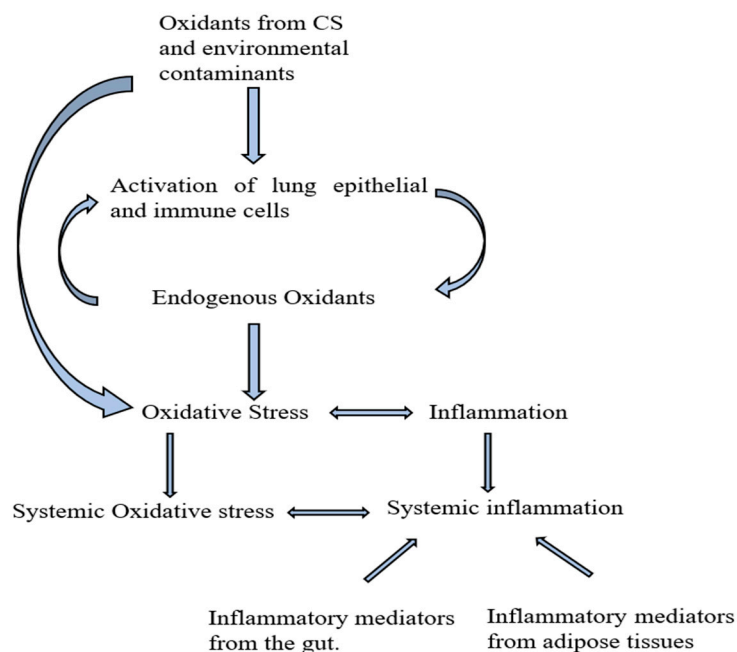 Oxidants from CS
and environmental
contaminants
Activation of lung epithelial
and immune cells
Endogenous Oxidants
Oxidative Stress
Inflammation
Systemic Oxidative stress
Systemic inflammation
Inflammatory mediators
from the gut.
Inflammatory mediators
from adipose tissues